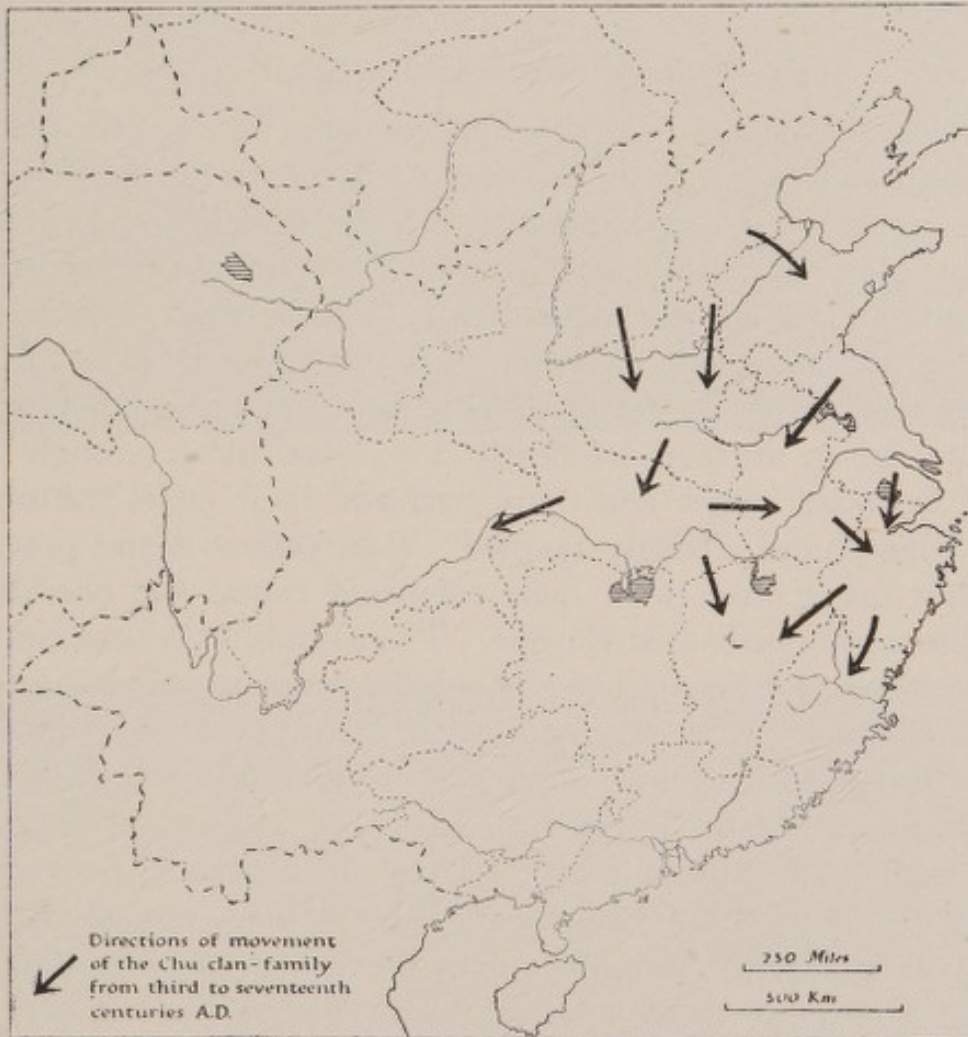 Directions of movement
of the Chu clan-family
from third to seventeenth
centuries A.D.
250 Miles
500 Km